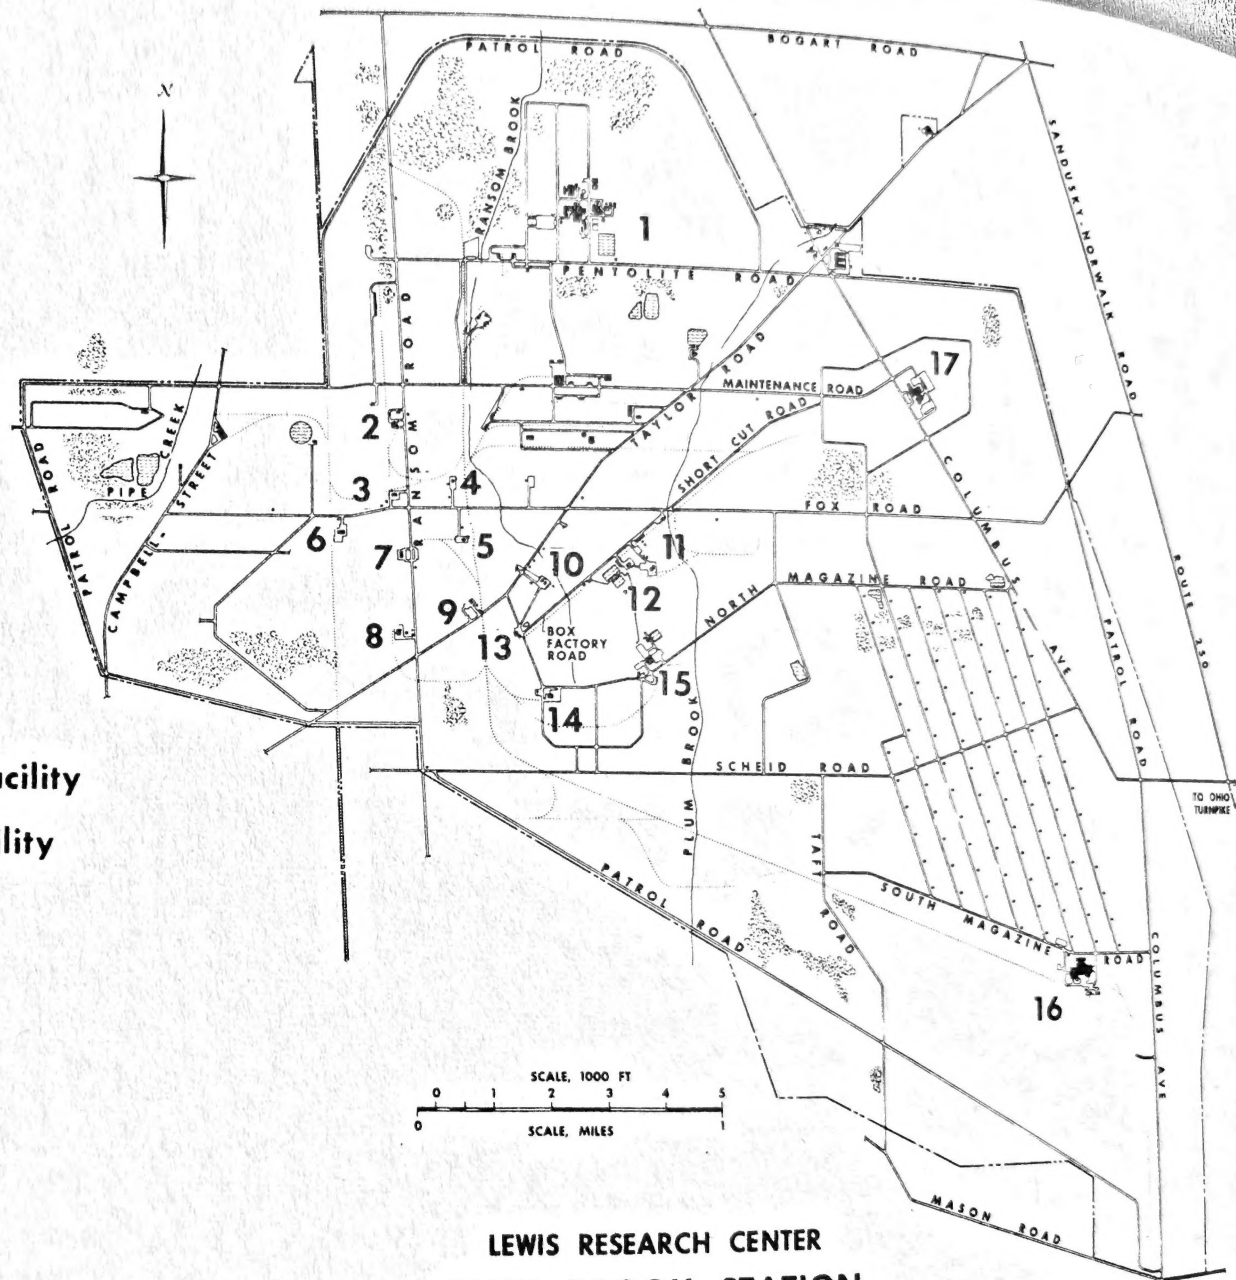 PATROL ROAD
BOGART ROAD
N
RANSOM BROOK
SANDUSKY-NORWALK ROAD
ROUTE 250
1
PENTOLITE ROAD
RANSOM ROAD
TAYLOR ROAD
17
MAINTENANCE ROAD
SHORT CUT ROAD
2
PATROL ROAD
PIPE CREEK
CAMPBELL STREET
3
4
FOX ROAD
COLUMBUS AVE
6
5
7
10
11
12
NORTH MAGAZINE ROAD
9
8
13
BOX
FACTORY
ROAD
PATROL ROAD
15
14
PLUM BROOK
SCHEID ROAD
acility
ility
TO OHIO
TURNPIKE
TAFT ROAD
PATROL ROAD
SOUTH MAGAZINE ROAD
COLUMBUS AVE
16
SCALE, 1000 FT
0 1 2 3 4 5
0 1
SCALE, MILES
MASON ROAD
LEWIS RESEARCH CENTER